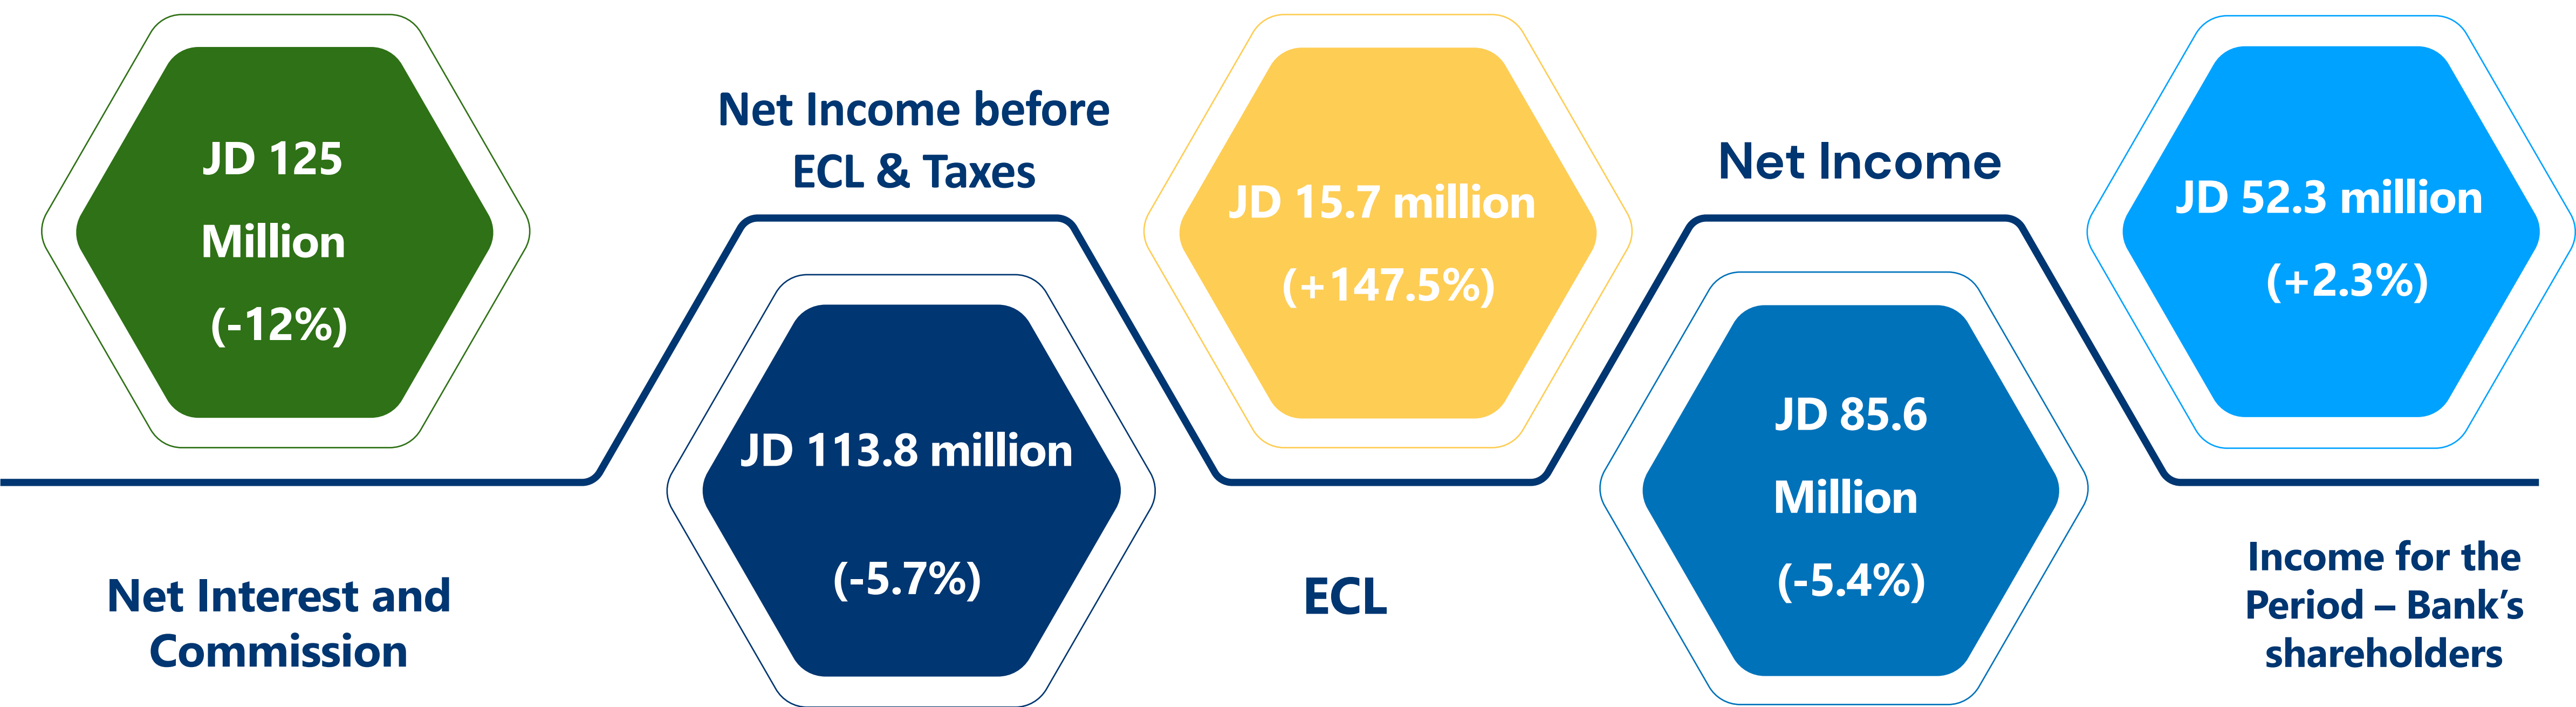 JD 125
Million
(-12%)
Net Interest and
Commission
Net Income before
ECL & Taxes
JD 113.8 million
(-5.7%)
JD 15.7 million
(+147.5%)
ECL
Net Income
JD 85.6
Million
(-5.4%)
JD 52.3 million
(+2.3%)
Income for the
Period – Bank’s
shareholders